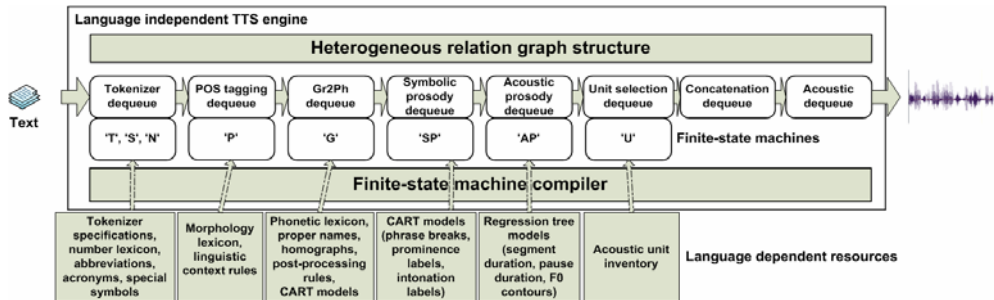 Language independent TTS engine
Heterogeneous relation graph structure
Text
Tokenizer
dequeue
POS tagging
dequeue
Gr2Ph
dequeue
Symbolic
prosody
dequeue
Acoustic
prosody
dequeue
Unit selection
dequeue
Concatenation
dequeue
Acoustic
dequeue
'T', 'S', 'N'
'P'
'G'
'SP'
'AP'
'U'
Finite-state machines
Finite-state machine compiler
Tokenizer
specifications,
number lexicon,
abbreviations,
acronyms, special
symbols
Morphology
lexicon,
linguistic
context rules
Phonetic lexicon,
proper names,
homographs,
post-processing
rules,
CART models
CART models
(phrase breaks,
prominence
labels,
intonation
labels)
Regression tree
models
(segment
duration, pause
duration, F0
contours)
Acoustic unit
inventory
Language dependent resources